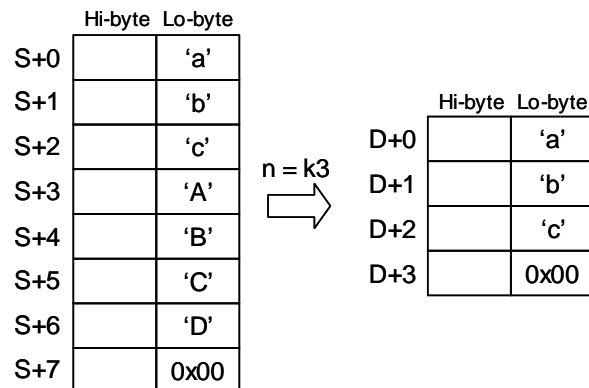 Hi-byte Lo-byte
S+0 ‘a’
S+1 ‘b’
S+2 ‘c’
S+3 ‘A’
S+4 ‘B’
S+5 ‘C’
S+6 ‘D’
S+7 0x00
n = k3
Hi-byte Lo-byte
D+0 ‘a’
D+1 ‘b’
D+2 ‘c’
D+3 0x00